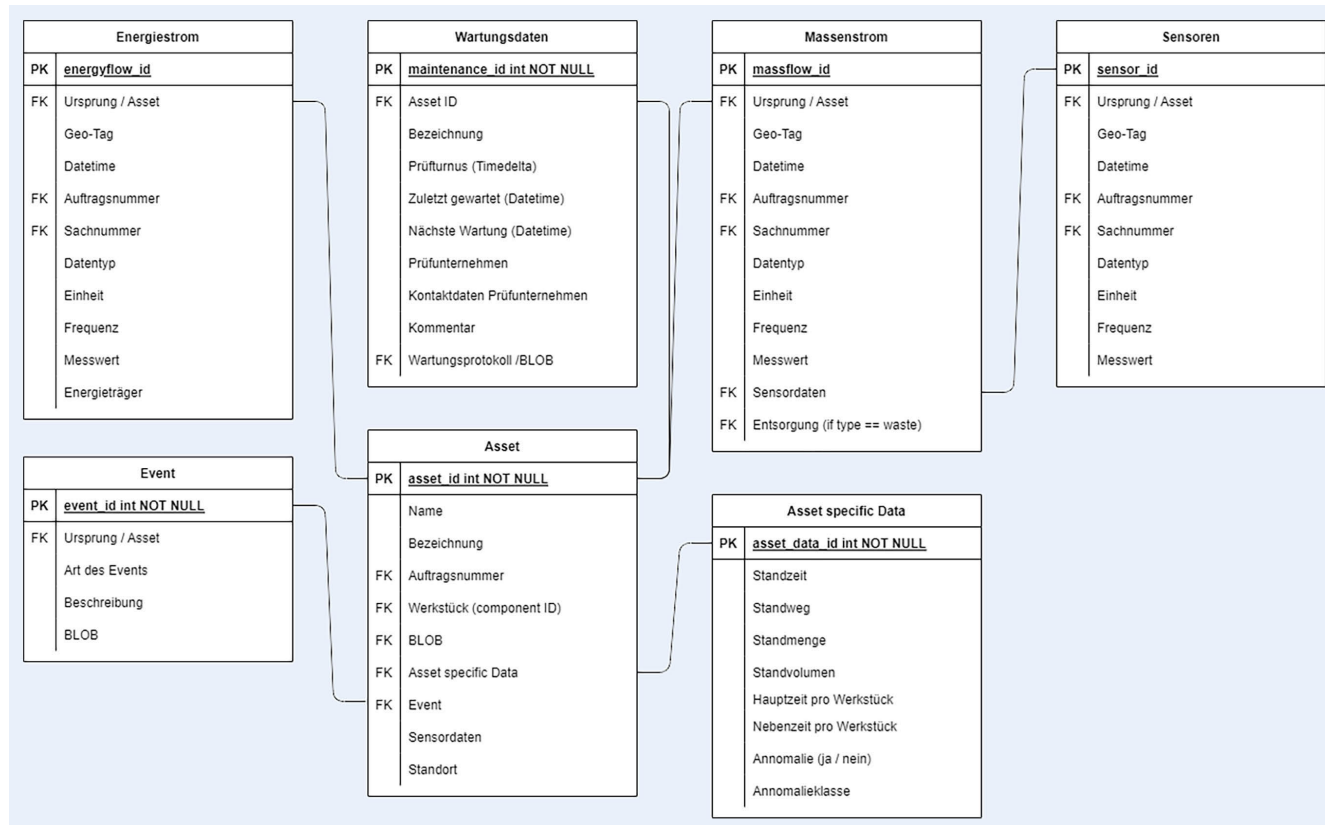 Energiestrom
PK energyflow_id
FK Ursprung / Asset
Geo-Tag
Datetime
FK Auftragsnummer
FK Sachnummer
Datentyp
Einheit
Frequenz
Messwert
Energieträger
Wartungsdaten
PK maintenance_id int NOT NULL
FK Asset ID
Bezeichnung
Prüfturnus (Timedelta)
Zuletzt gewartet (Datetime)
Nächste Wartung (Datetime)
Prüfunternehmen
Kontaktdaten Prüfunternehmen
Kommentar
FK Wartungsprotokoll /BLOB
Massenstrom
PK massflow_id
FK Ursprung / Asset
Geo-Tag
Datetime
FK Auftragsnummer
FK Sachnummer
Datentyp
Einheit
Frequenz
Messwert
FK Sensordaten
FK Entsorgung (if type == waste)
Sensoren
PK sensor_id
FK Ursprung / Asset
Geo-Tag
Datetime
FK Auftragsnummer
FK Sachnummer
Datentyp
Einheit
Frequenz
Messwert
Event
PK event_id int NOT NULL
FK Ursprung / Asset
Art des Events
Beschreibung
BLOB
Asset
PK asset_id int NOT NULL
Name
Bezeichnung
FK Auftragsnummer
FK Werkstück (component ID)
FK BLOB
FK Asset specific Data
FK Event
Sensordaten
Standort
Asset specific Data
PK asset_data_id int NOT NULL
Standzeit
Standweg
Standmenge
Standvolumen
Hauptzeit pro Werkstück
Nebenzeit pro Werkstück
Annomalie (ja / nein)
Annomalieklasse